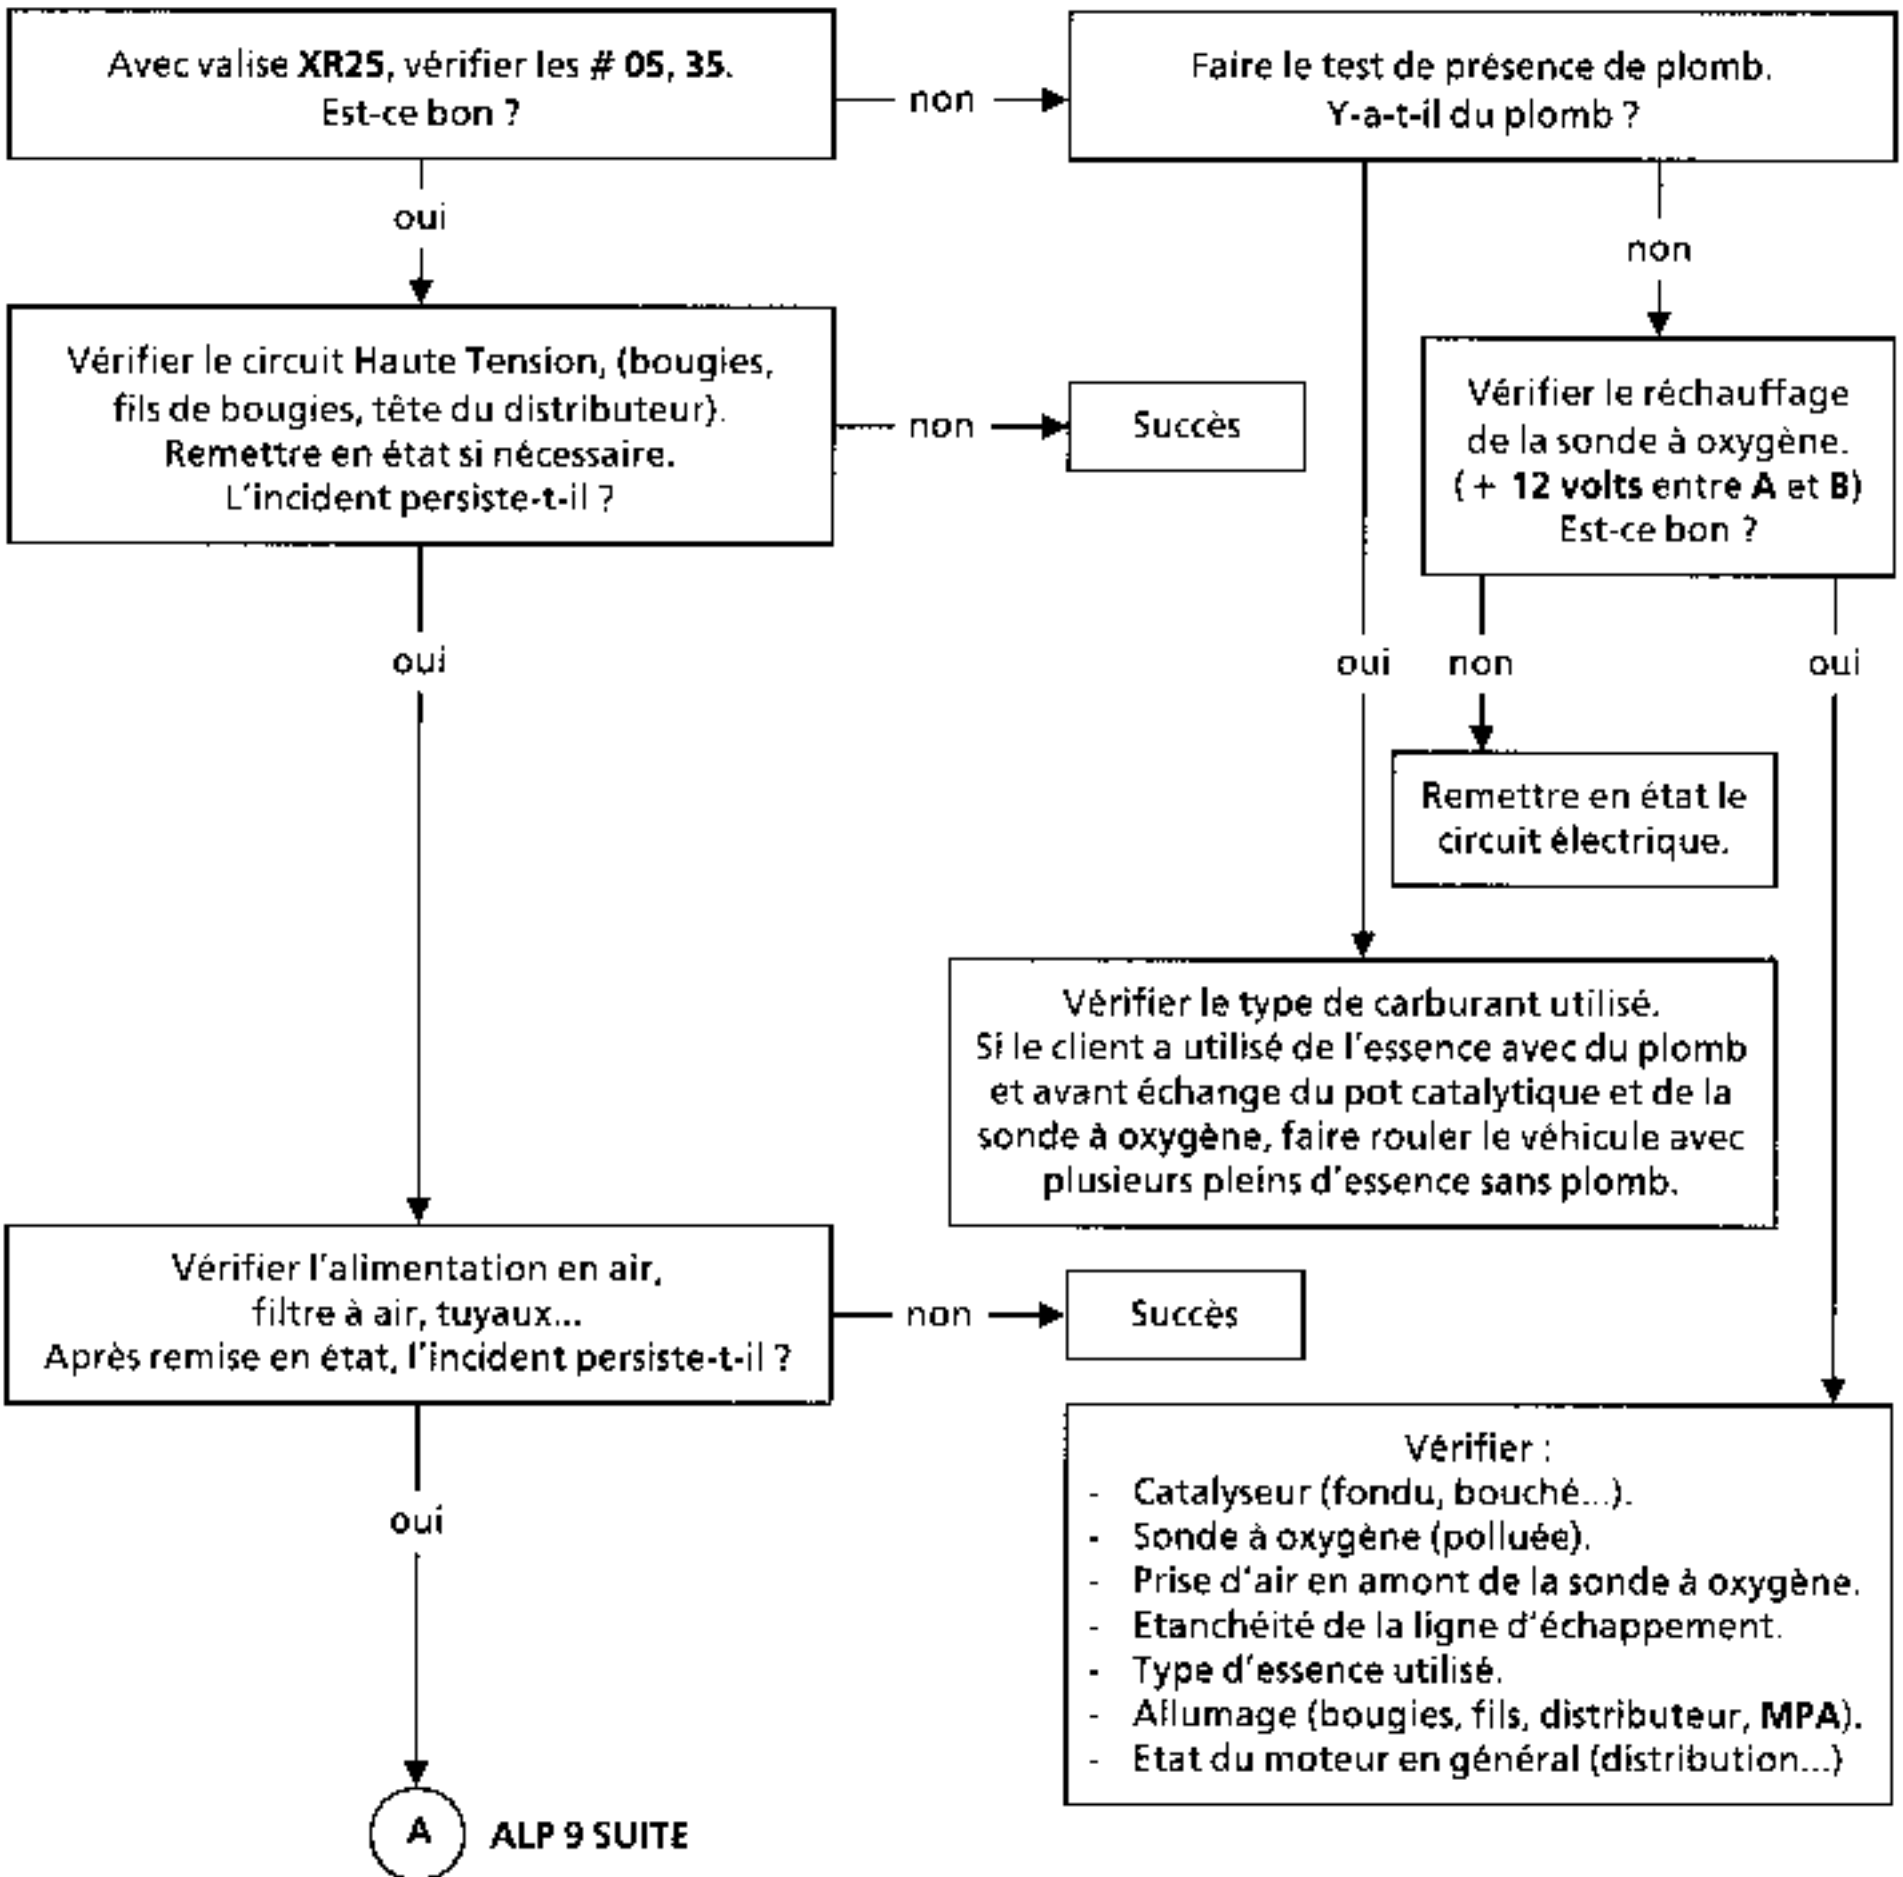 Avec valise XR25, vérifier les # 05, 35.
Est-ce bon ?
non
Faire le test de présence de plomb.
Y-a-t-il du plomb ?
oui
non
Vérifier le circuit Haute Tension, (bougies,
fils de bougies, tête du distributeur).
Remettre en état si nécessaire.
L'incident persiste-t-il ?
non
Succès
Vérifier le réchauffage
de la sonde à oxygène.
(+ 12 volts entre A et B)
Est-ce bon ?
oui
oui
non
oui
Remettre en état le
circuit électrique.
Vérifier le type de carburant utilisé.
Si le client a utilisé de l'essence avec du plomb
et avant échange du pot catalytique et de la
sonde à oxygène, faire rouler le véhicule avec
plusieurs pleins d'essence sans plomb.
Vérifier l'alimentation en air,
filtre à air, tuyaux...
Après remise en état, l'incident persiste-t-il ?
non
Succès
oui
Vérifier :
- Catalyseur (fondu, bouché...).
- Sonde à oxygène (polluée).
- Prise d'air en amont de la sonde à oxygène.
- Etanchéité de la ligne d'échappement.
- Type d'essence utilisé.
- Allumage (bougies, fils, distributeur, MPA).
- Etat du moteur en général (distribution...)
A
ALP 9 SUITE